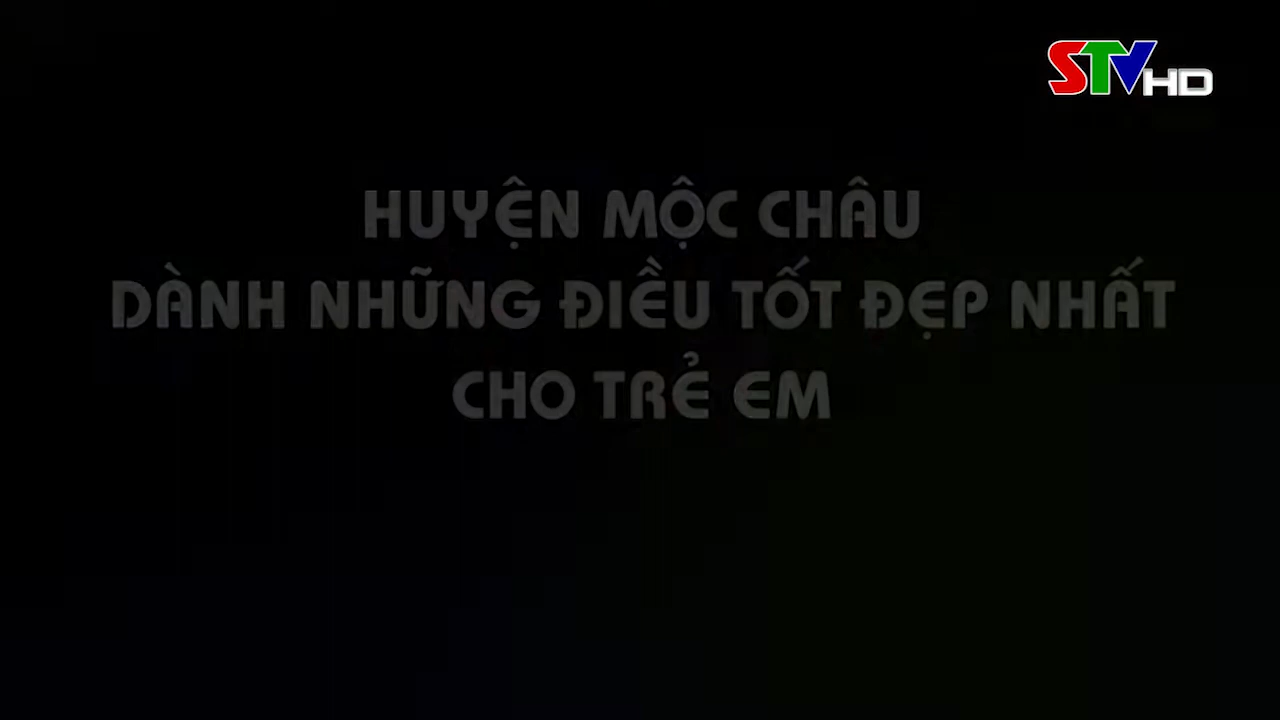 STV HD
HUYỆN MỘC CHÂU
DÀNH NHỮNG ĐIỀU TỐT ĐẸP NHẤT
CHO TRẺ EM